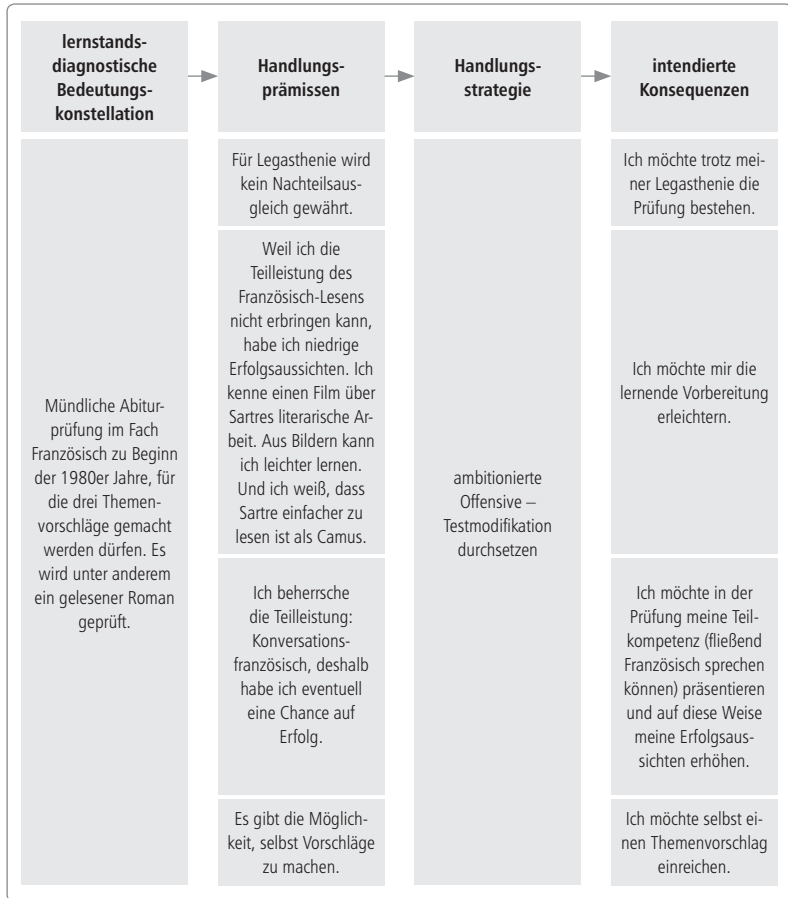 lernstands-
diagnostische
Bedeutungs-
konstellation
Handlungs-
prämissen
Handlungs-
strategie
intendierte
Konsequenzen
Mündliche Abitur-
prüfung im Fach
Französisch zu Beginn
der 1980er Jahre, für
die drei Themen-
vorschläge gemacht
werden dürfen. Es
wird unter anderem
ein gelesener Roman
geprüft.
Für Legasthenie wird
kein Nachteilsaus-
gleich gewährt.
Weil ich die
Teilleistung des
Französisch-Lesens
nicht erbringen kann,
habe ich niedrige
Erfolgsaussichten. Ich
kenne einen Film über
Sartres literarische Ar-
beit. Aus Bildern kann
ich leichter lernen.
Und ich weiß, dass
Sartre einfacher zu
lesen ist als Camus.
Ich beherrsche
die Teilleistung:
Konversations-
französisch, deshalb
habe ich eventuell
eine Chance auf
Erfolg.
Es gibt die Möglich-
keit, selbst Vorschläge
zu machen.
ambitionierte
Offensive –
Testmodifikation
durchsetzen
Ich möchte trotz mei-
ner Legasthenie die
Prüfung bestehen.
Ich möchte mir die
lernende Vorbereitung
erleichtern.
Ich möchte in der
Prüfung meine Teil-
kompetenz (fließend
Französisch sprechen
können) präsentieren
und auf diese Weise
meine Erfolgsaus-
sichten erhöhen.
Ich möchte selbst ei-
nen Themenvorschlag
einreichen.